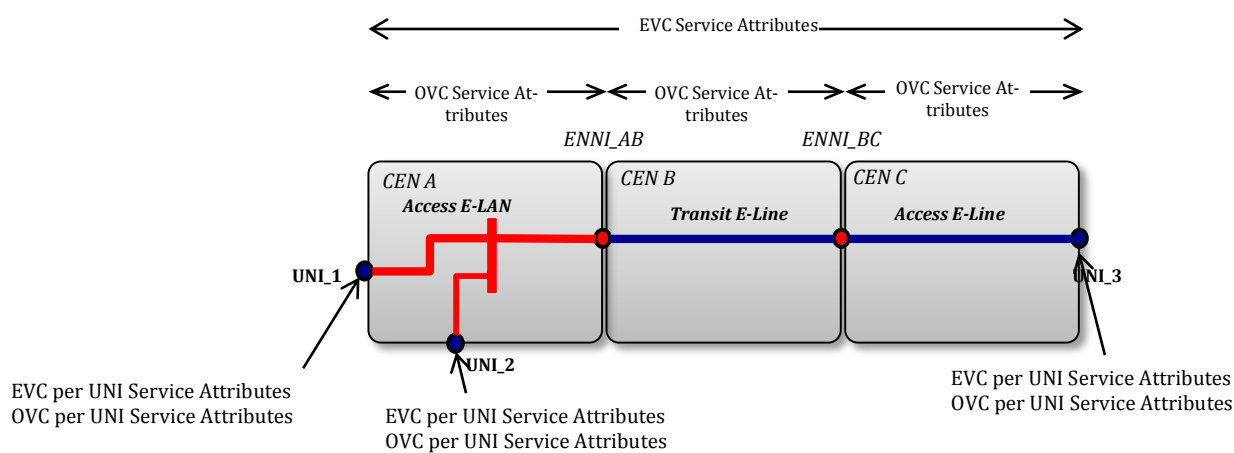 EVC Service Attributes
OVC Service At-
tributes
OVC Service At-
tributes
OVC Service At-
tributes
ENNI_AB
ENNI_BC
CEN A
CEN B
CEN C
Access E-LAN
Transit E-Line
Access E-Line
UNI_1
UNI_3
UNI_2
EVC per UNI Service Attributes
OVC per UNI Service Attributes
EVC per UNI Service Attributes
OVC per UNI Service Attributes
EVC per UNI Service Attributes
OVC per UNI Service Attributes